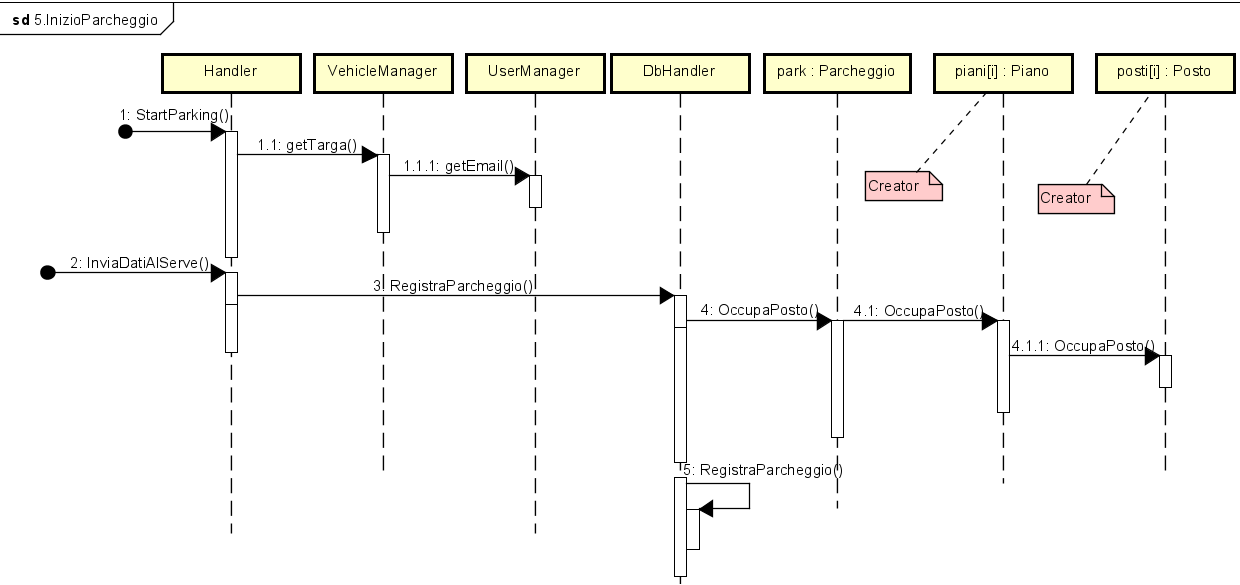 sd 5.InizioParcheggio
Handler
VehicleManager
UserManager
DbHandler
park : Parcheggio
piani[i] : Piano
posti[i] : Posto
1: StartParking()
1.1: getTarga()
1.1.1: getEmail()
Creator
Creator
2: InviaDatiAlServe()
3: RegistraParcheggio()
4: OccupaPosto()
4.1: OccupaPosto()
4.1.1: OccupaPosto()
5: RegistraParcheggio()